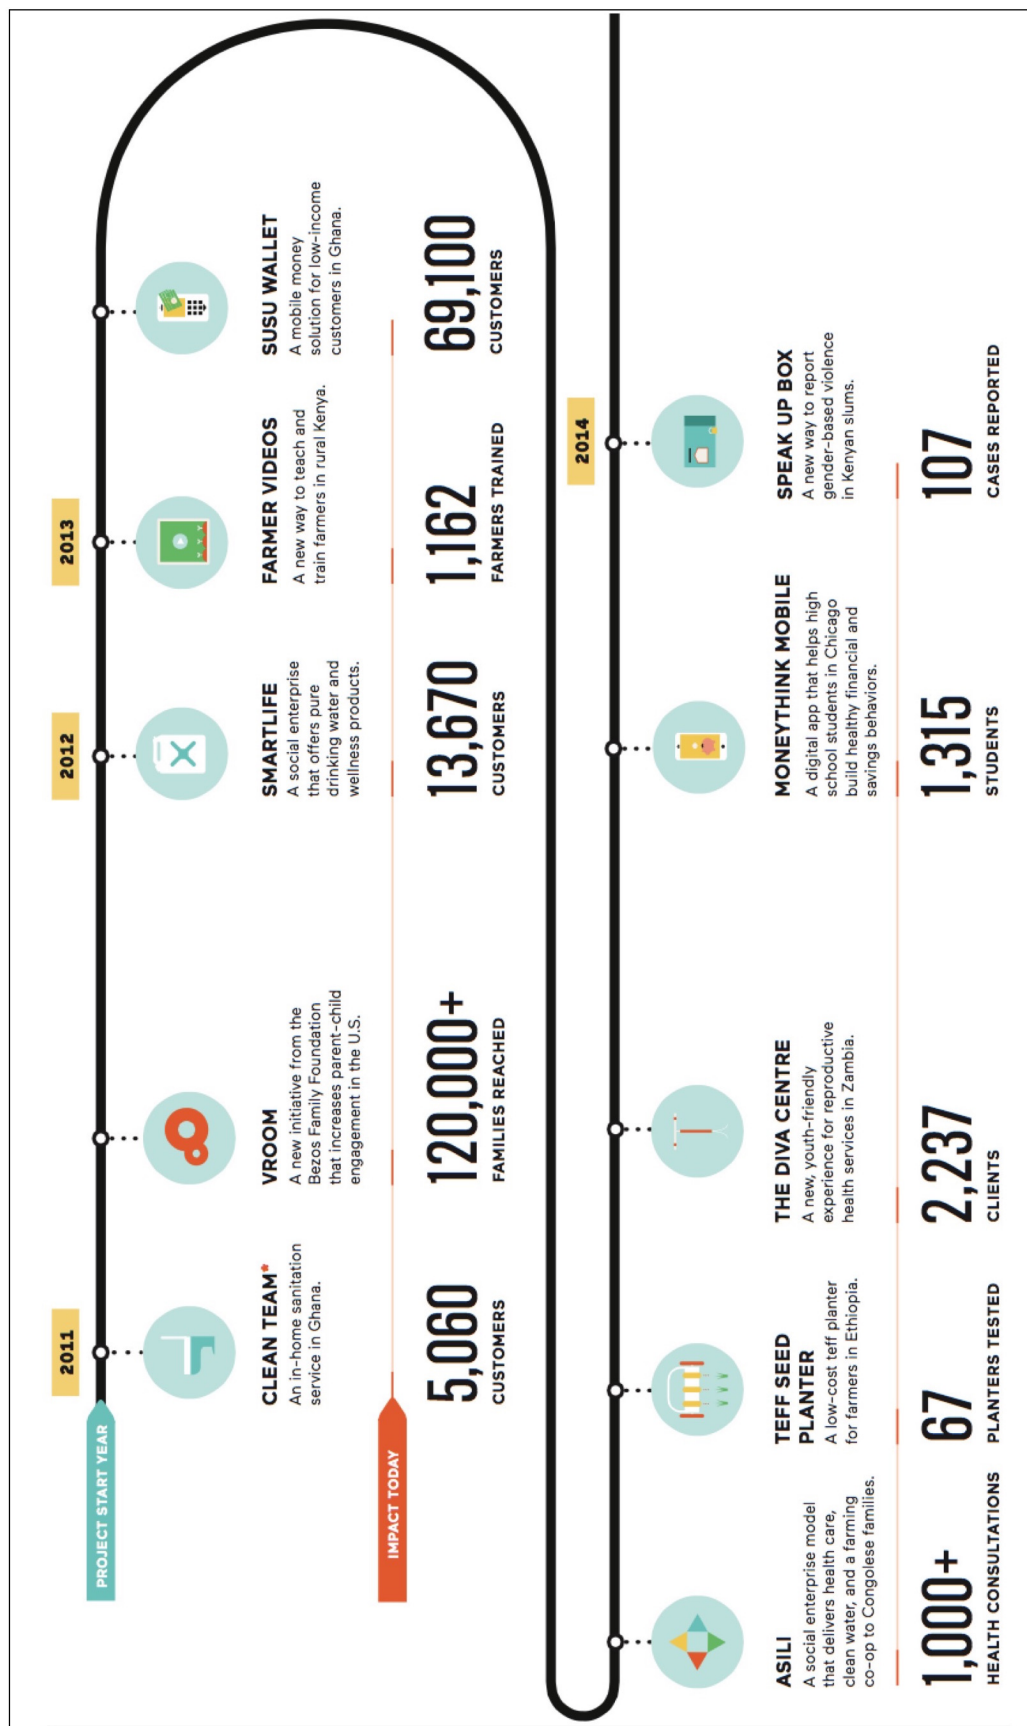 PROJECT START YEAR
2011
2012
2013
CLEAN TEAM*
An in-home sanitation
service in Ghana.
VROOM
A new initiative from the
Bezos Family Foundation
that increases parent-child
engagement in the U.S.
SMARTLIFE
A social enterprise
that offers pure
drinking water and
wellness products.
FARMER VIDEOS
A new way to teach and
train farmers in rural Kenya.
SUSU WALLET
A mobile money
solution for low-income
customers in Ghana.
IMPACT TODAY
5,060
CUSTOMERS
120,000+
FAMILIES REACHED
13,670
CUSTOMERS
1,162
FARMERS TRAINED
69,100
CUSTOMERS
2014
ASILI
A social enterprise model
that delivers health care,
clean water, and a farming
co-op to Congolese families.
1,000+
HEALTH CONSULTATIONS
TEFF SEED
PLANTER
A low-cost teff planter
for farmers in Ethiopia.
67
PLANTERS TESTED
THE DIVA CENTRE
A new, youth-friendly
experience for reproductive
health services in Zambia.
2,237
CLIENTS
MONEYTHINK MOBILE
A digital app that helps high
school students in Chicago
build healthy financial and
savings behaviors.
1,315
STUDENTS
SPEAK UP BOX
A new way to report
gender-based violence
in Kenyan slums.
107
CASES REPORTED